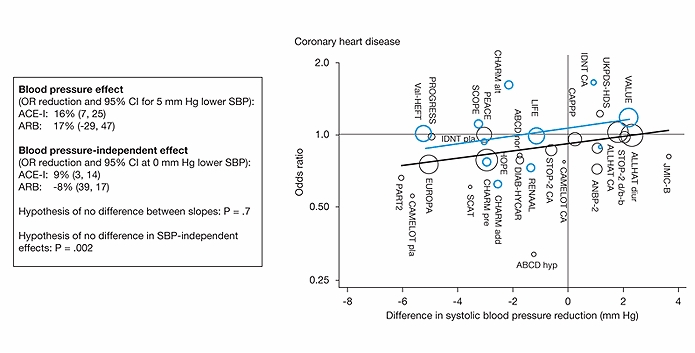 Coronary heart disease
Blood pressure effect
(OR reduction and 95% CI for 5 mm Hg lower SBP):
ACE-I: 16% (7, 25)
ARB: 17% (-29, 47)
Blood pressure-independent effect
(OR reduction and 95% CI at 0 mm Hg lower SBP):
ACE-I: 9% (3, 14)
ARB: -8% (39, 17)
Hypothesis of no difference between slopes: P = .7
Hypothesis of no difference in SBP-independent
effects: P = .002
Odds ratio
2.0
1.0
0.50
0.25
Val-HEFT
PROGRESS
SCOPE
PEACE
CHARM alt
ABCD nor
LIFE
CAPPP
IDNT CA
UKPDS-HDS
VALUE
IDNT pla
PART2
CAMELOT pla
EUROPA
SCAT
CHARM pre
CHARM add
HOPE
DIAB-HYCAR
RENAAL
STOP-2 CA
CAMELOT CA
ANBP-2
ALLHAT CA
STOP-2 d/b-b
ALLHAT diur
JMIC-B
ABCD hyp
-8
-6
-4
-2
0
2
4
Difference in systolic blood pressure reduction (mm Hg)